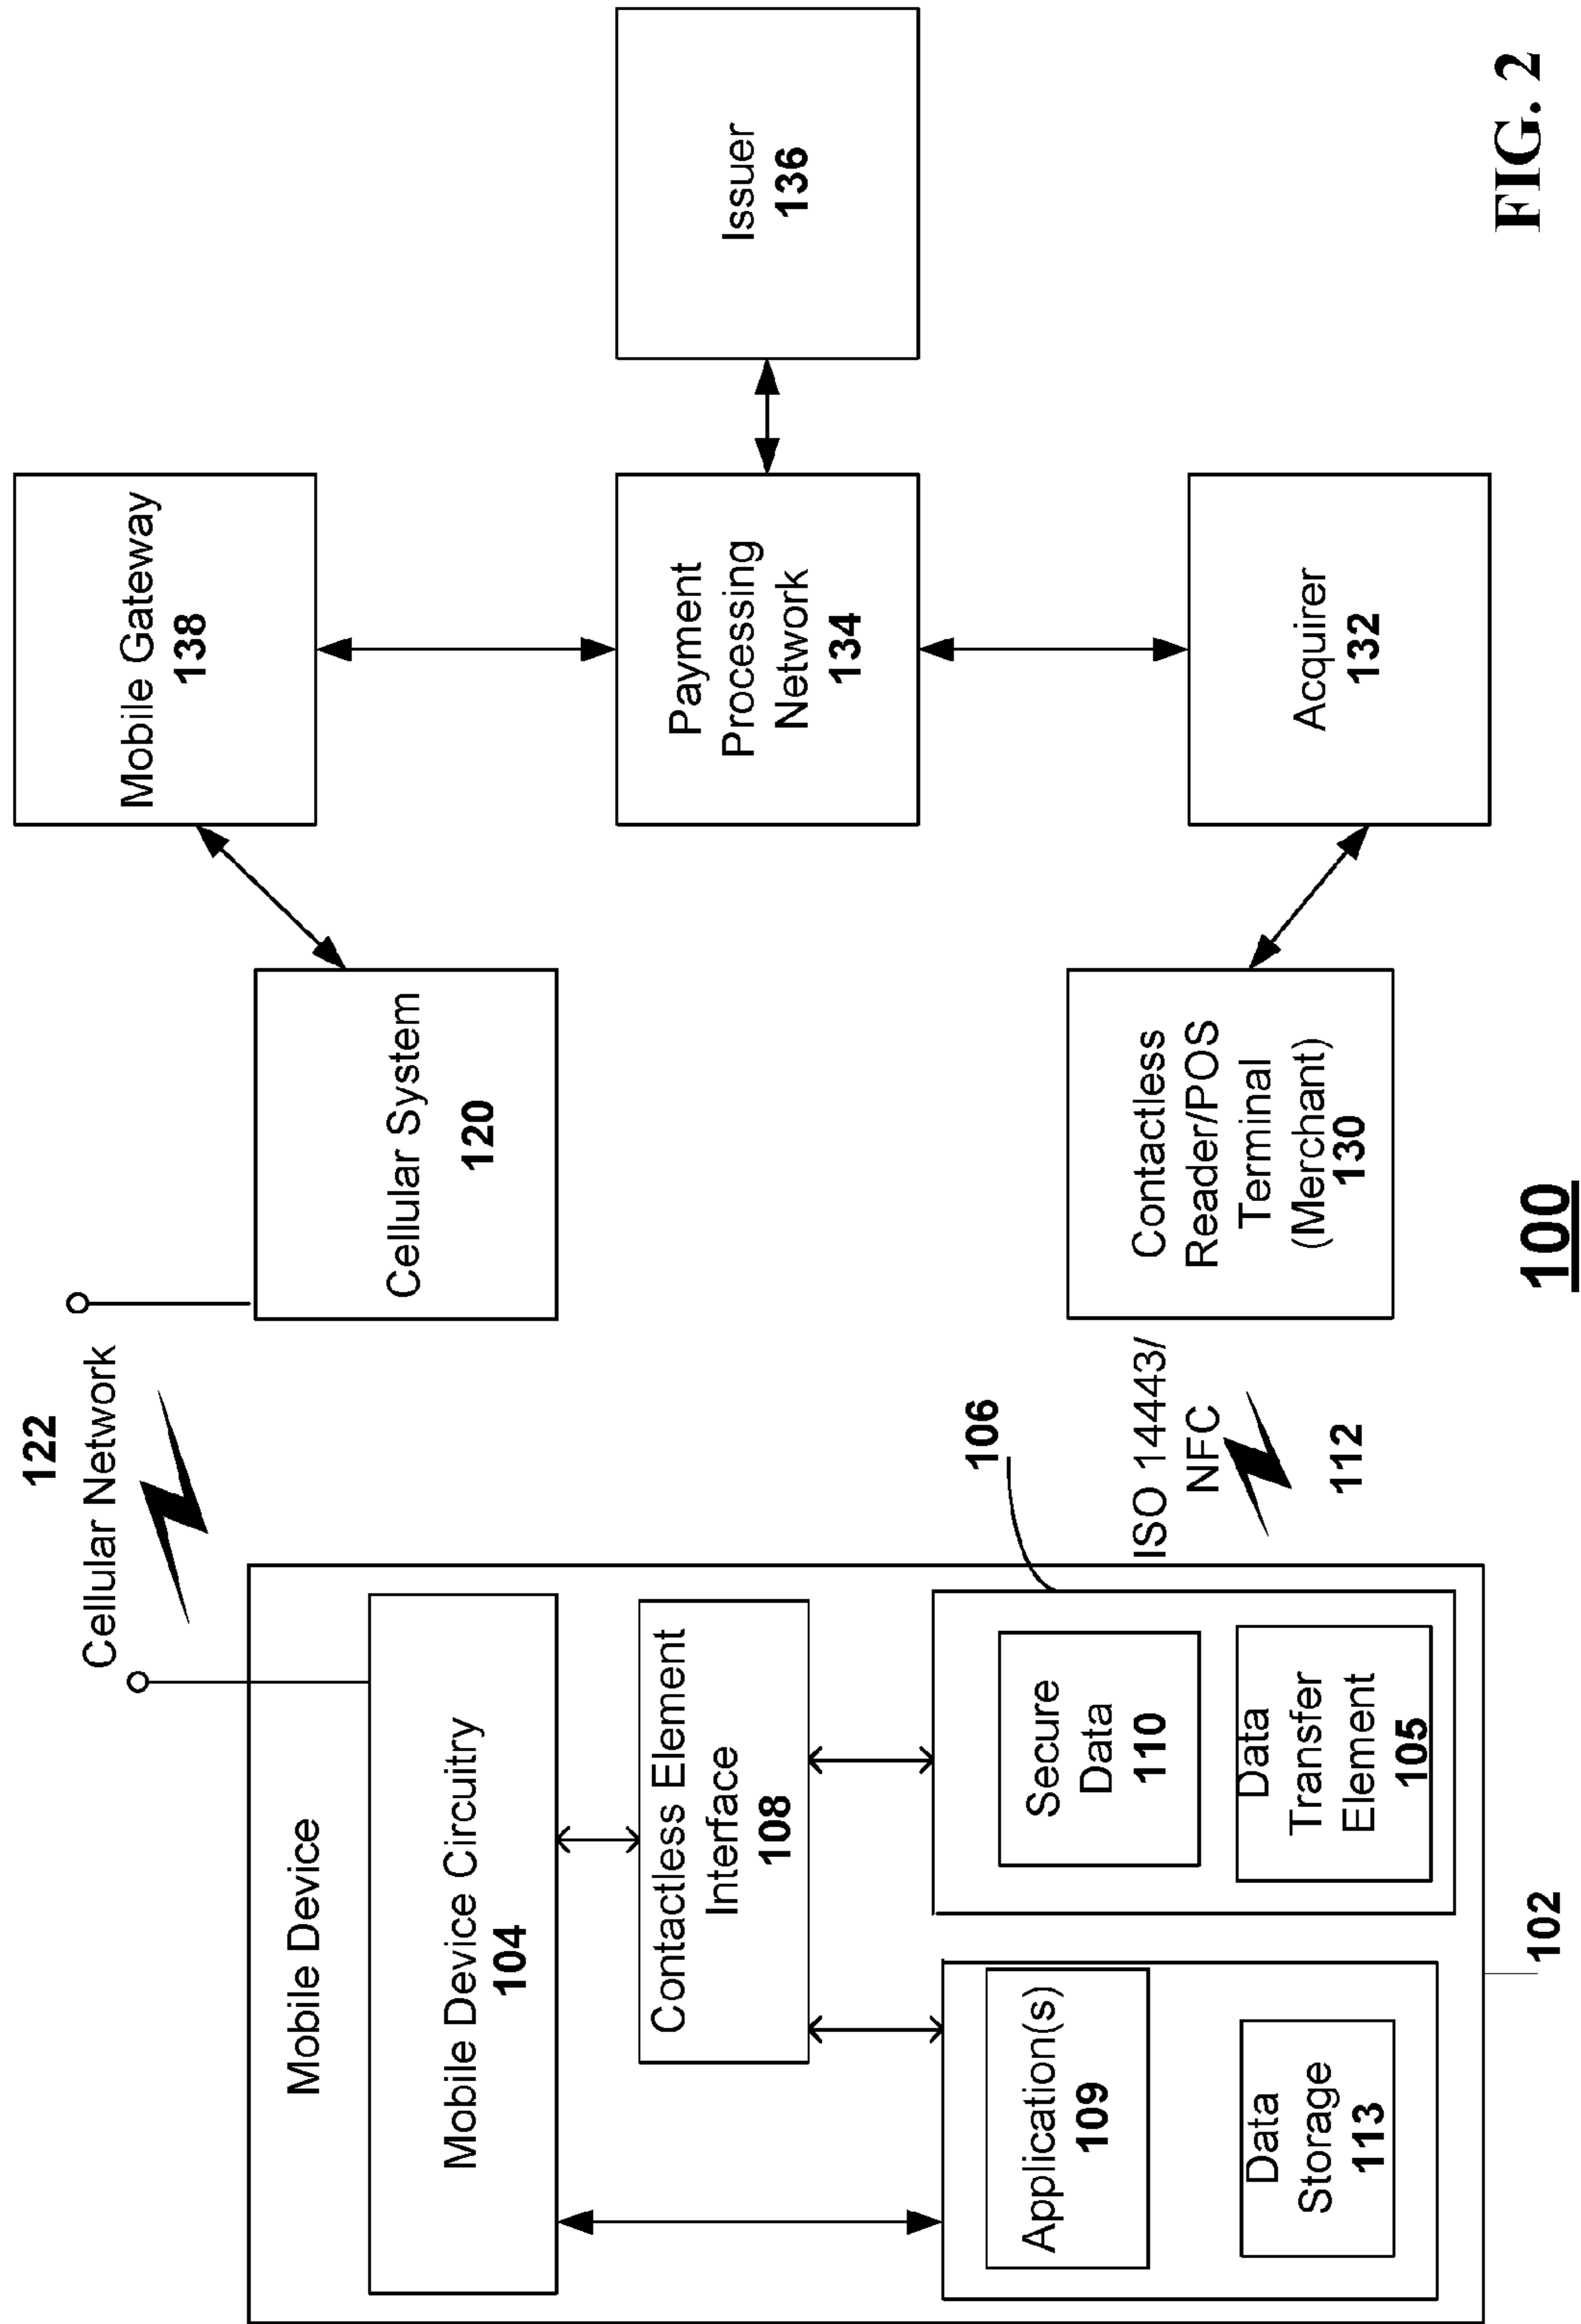 122
Cellular Network
Mobile Device
Mobile Device Circuitry
104
Contactless Element
Interface
108
Application(s)
109
Data
Storage
113
Secure
Data
110
Data
Transfer
Element
105
106
102
ISO 14443/
NFC
112
Cellular System
120
Contactless
Reader/POS
Terminal
(Merchant)
130
Mobile Gateway
138
Payment
Processing
Network
134
Acquirer
132
Issuer
136
100
FIG. 2